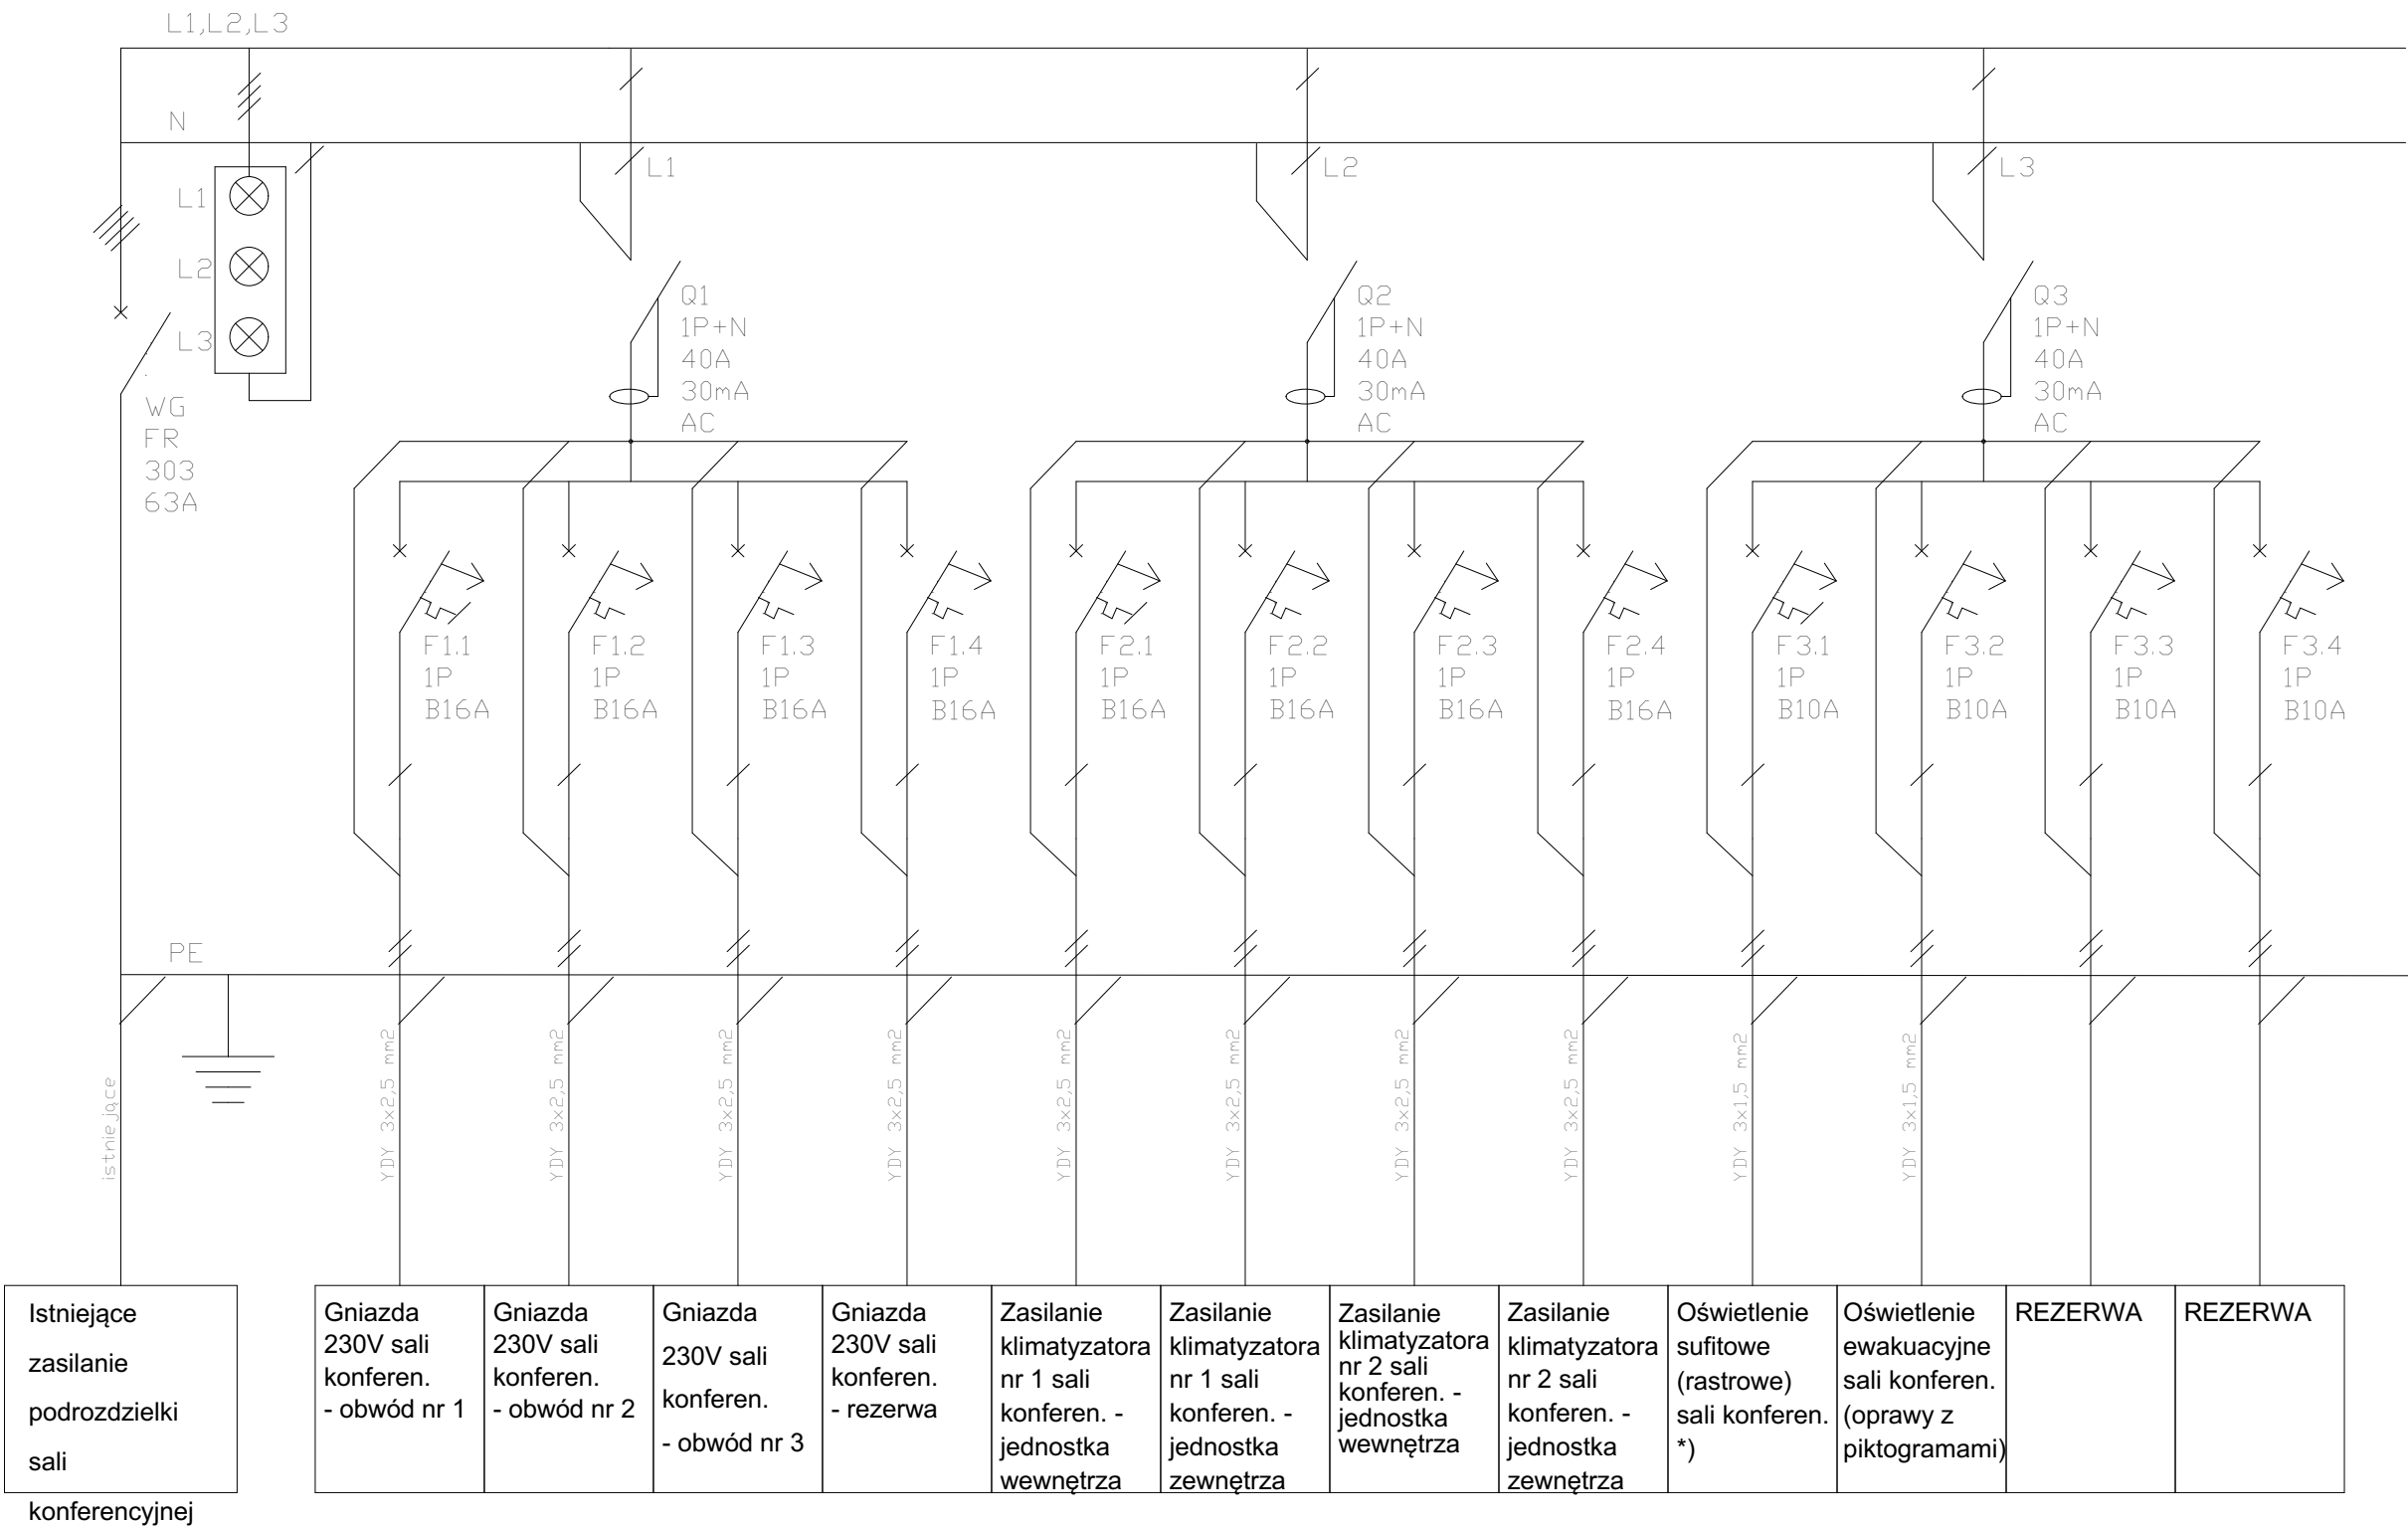 L1,L2,L3
N
L1
L2
L3
L1
L2
L3
WG
FR
303
63A
Q1
1P+N
40A
30mA
AC
Q2
1P+N
40A
30mA
AC
Q3
1P+N
40A
30mA
AC
F1.1
1P
B16A
F1.2
1P
B16A
F1.3
1P
B16A
F1.4
1P
B16A
F2.1
1P
B16A
F2.2
1P
B16A
F2.3
1P
B16A
F2.4
1P
B16A
F3.1
1P
B10A
F3.2
1P
B10A
F3.3
1P
B10A
F3.4
1P
B10A
PE
istniejące
YDY 3x2,5 mm2
YDY 3x2,5 mm2
YDY 3x2,5 mm2
YDY 3x2,5 mm2
YDY 3x2,5 mm2
YDY 3x2,5 mm2
YDY 3x2,5 mm2
YDY 3x2,5 mm2
YDY 3x1,5 mm2
YDY 3x1,5 mm2
Istniejące
zasilanie
podrozdzielki
sali
konferencyjnej
Gniazda
230V sali
konferen.
- obwód nr 1
Gniazda
230V sali
konferen.
- obwód nr 2
Gniazda
230V sali
konferen.
- obwód nr 3
Gniazda
230V sali
konferen.
- rezerwa
Zasilanie
klimatyzatora
nr 1 sali
konferen. -
jednostka
wewnętrza
Zasilanie
klimatyzatora
nr 1 sali
konferen. -
jednostka
zewnętrza
Zasilanie
klimatyzatora
nr 2 sali
konferen. -
jednostka
wewnętrza
Zasilanie
klimatyzatora
nr 2 sali
konferen. -
jednostka
zewnętrza
Oświetlenie
sufitowe
(rastrowe)
sali konferen.
*)
Oświetlenie
ewakuacyjne
sali konferen.
(oprawy z
piktogramami)
REZERWA
REZERWA